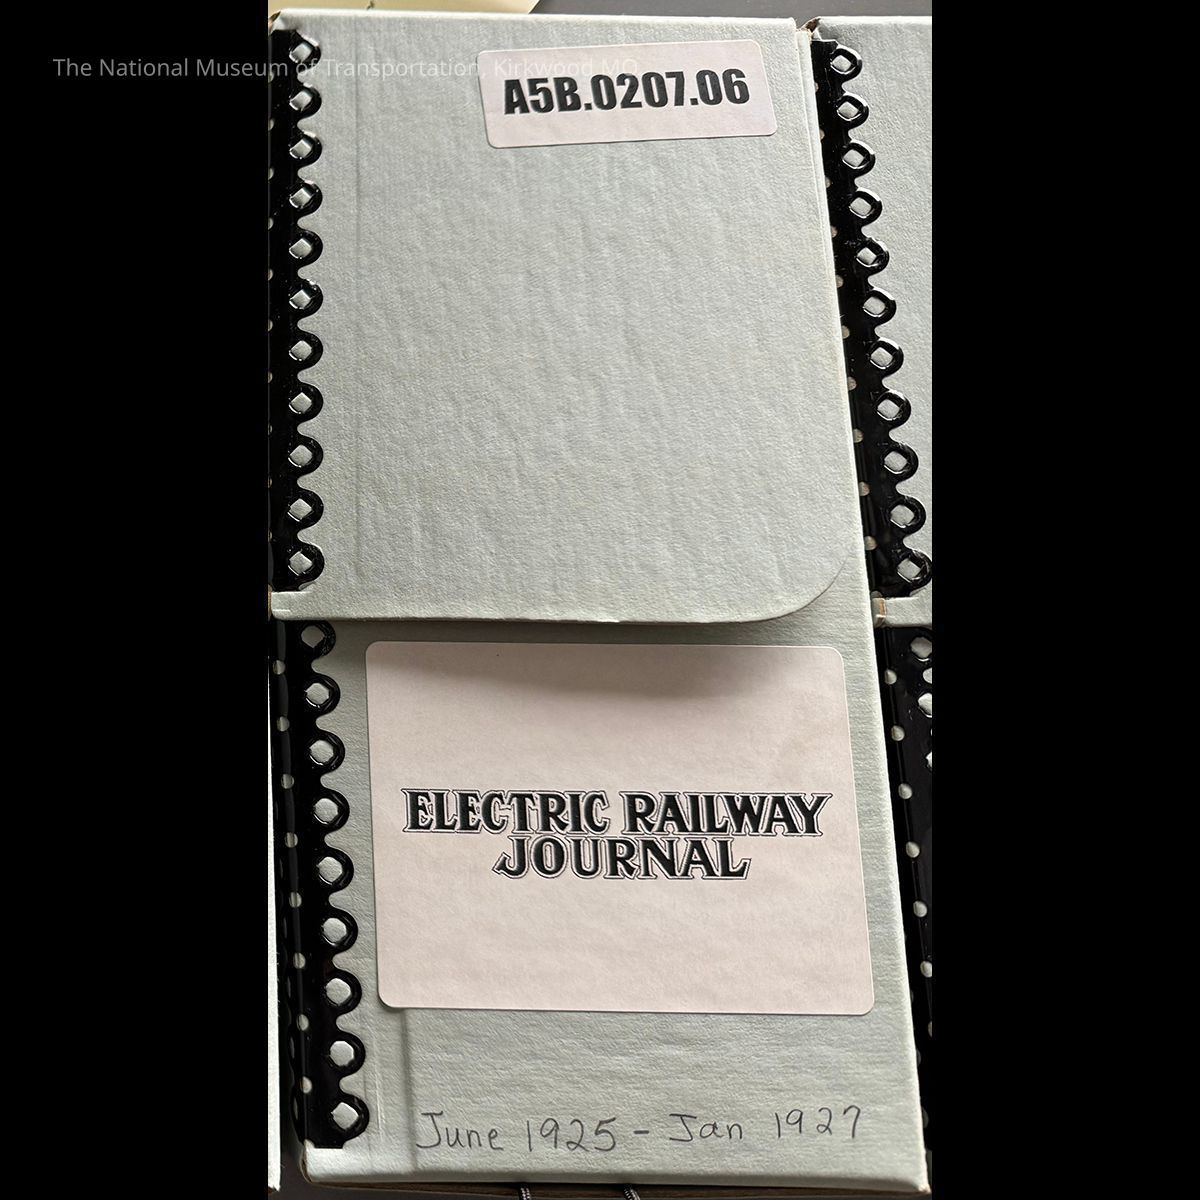 The National Museum of Transportation, Kirkwood MO
A5B.0207.06
ELECTRIC RAILWAY
JOURNAL
June 1925 - Jan 1927